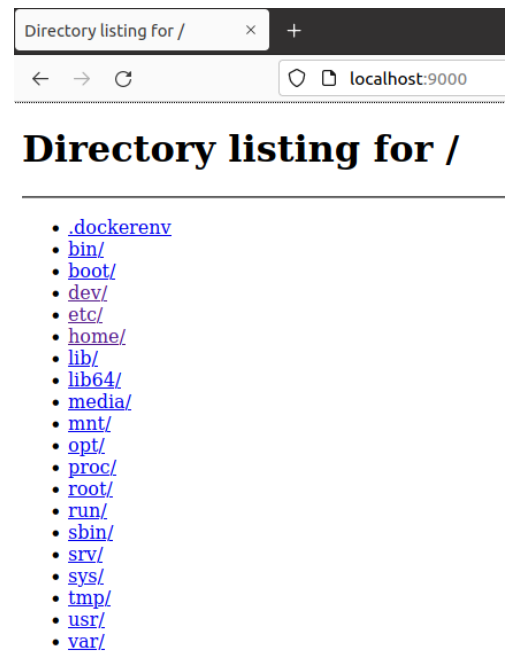 Directory listing for /
localhost:9000
Directory listing for /
.dockerenv
bin/
boot/
dev/
etc/
home/
lib/
lib64/
media/
mnt/
opt/
proc/
root/
run/
sbin/
srv/
sys/
tmp/
usr/
var/